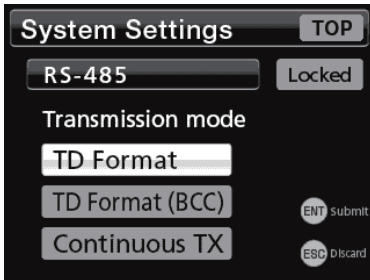 System Settings TOP
RS-485 Locked
Transmission mode
TD Format
TD Format (BCC)
ENT Submit
Continuous TX
ESC Discard